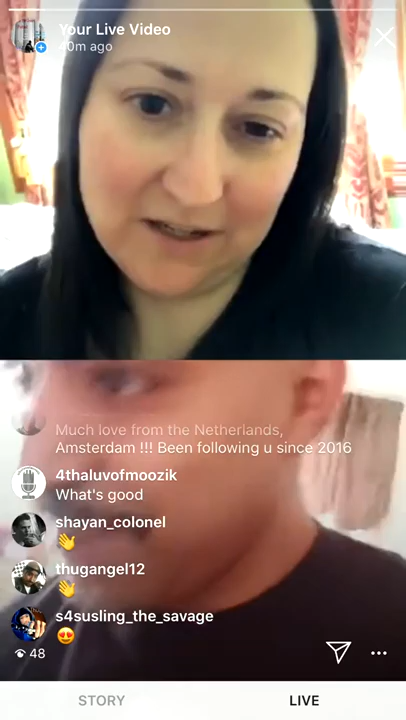 Your Live Video
40m ago
Much love from the Netherlands,
Amsterdam !!! Been following u since 2016
4thaluvofmoozik
What's good
shayan_colonel
👋
thugangel12
👋
s4susling_the_savage
😍
48
STORY
LIVE